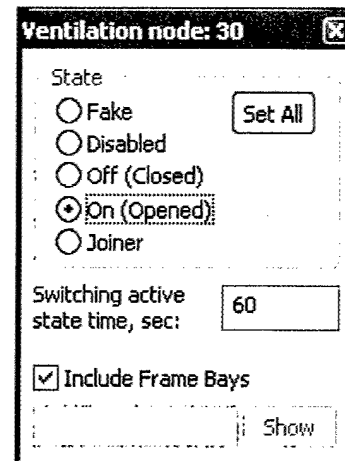 Ventilation node: 30
State
Fake
Set All
Disabled
Off (Closed)
On (Opened)
Joiner
Switching active
state time, sec:
60
Include Frame Bays
Show